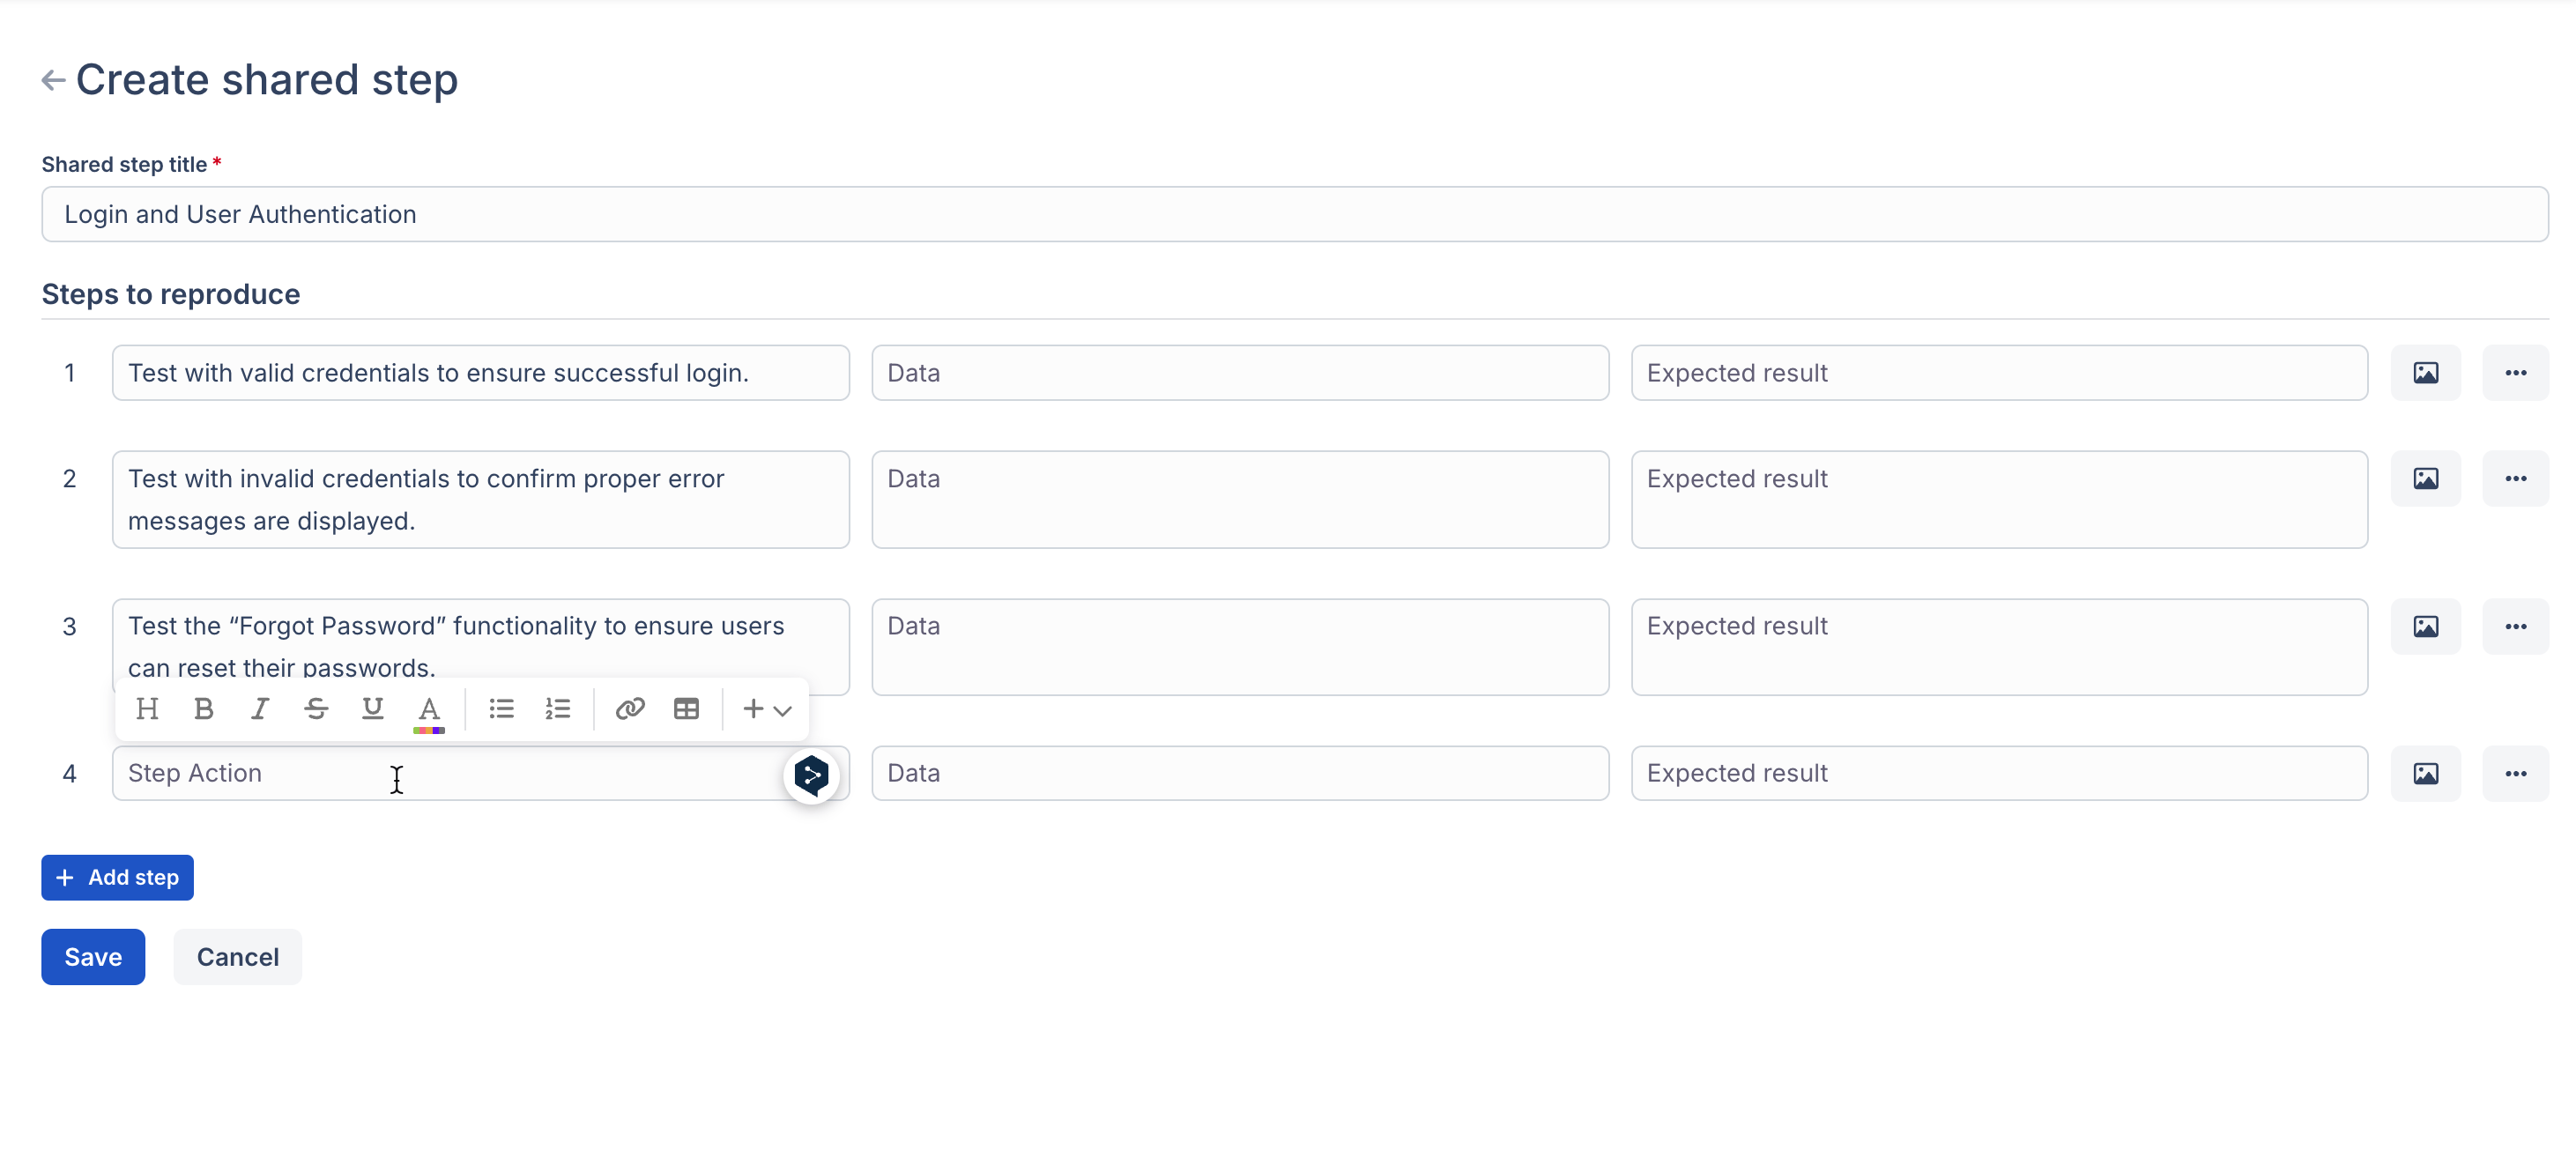 Create shared step
Shared step title *
Login and User Authentication
Steps to reproduce
1 Test with valid credentials to ensure successful login. Data Expected result
2 Test with invalid credentials to confirm proper error Data Expected result
messages are displayed.
3 Test the “Forgot Password” functionality to ensure users Data Expected result
can reset their passwords.
H B I S U A
4 Step Action Data Expected result
+ Add step
Save Cancel